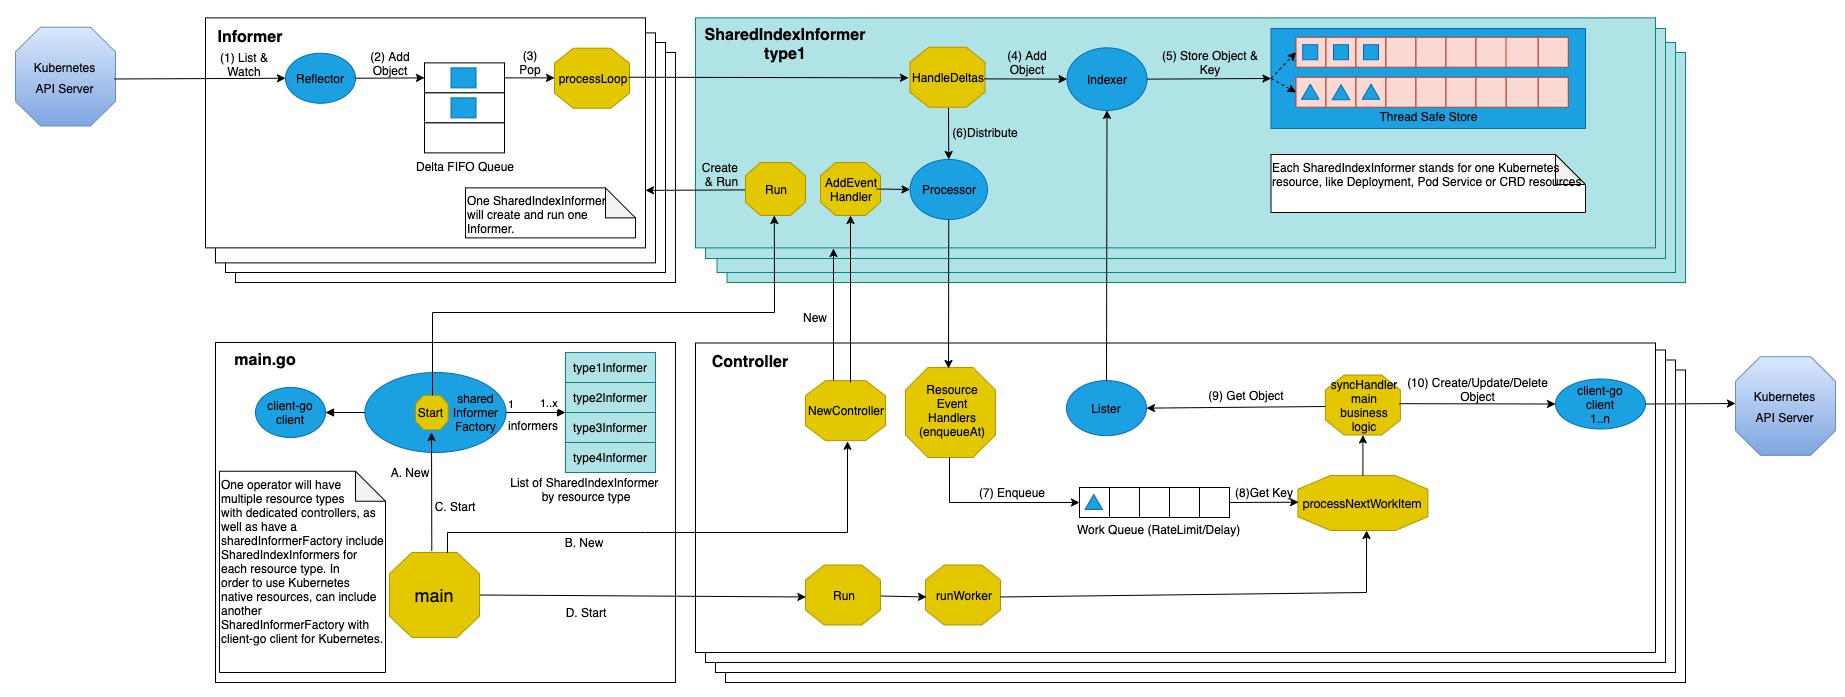 Kubernetes
API Server
Informer
(1) List &
Watch
Reflector
(2) Add
Object
Delta FIFO Queue
(3)
Pop
processLoop
One SharedIndexInformer
will create and run one
Informer.
SharedIndexInformer
type1
HandleDeltas
(4) Add
Object
Indexer
(5) Store Object &
Key
Thread Safe Store
(6)Distribute
Create
& Run
Run
AddEvent
Handler
Processor
Each SharedIndexInformer stands for one Kubernetes
resource, like Deployment, Pod Service or CRD resources.
New
main.go
client-go
client
Start
shared
Informer
Factory
1
1..x
informers
type1Informer
type2Informer
type3Informer
type4Informer
List of SharedIndexInformer
by resource type
A. New
C. Start
One operator will have
multiple resource types
with dedicated controllers, as
well as have a
sharedInformerFactory include
SharedIndexInformers for
each resource type. In
order to use Kubernetes
native resources, can include
another
SharedInformerFactory with
client-go client for Kubernetes.
main
B. New
D. Start
Controller
NewController
Resource
Event
Handlers
(enqueueAt)
Lister
(9) Get Object
syncHandler
main
business
logic
(10) Create/Update/Delete
Object
client-go
client
1..n
Kubernetes
API Server
(7) Enqueue
Work Queue (RateLimit/Delay)
(8)Get Key
processNextWorkItem
Run
runWorker